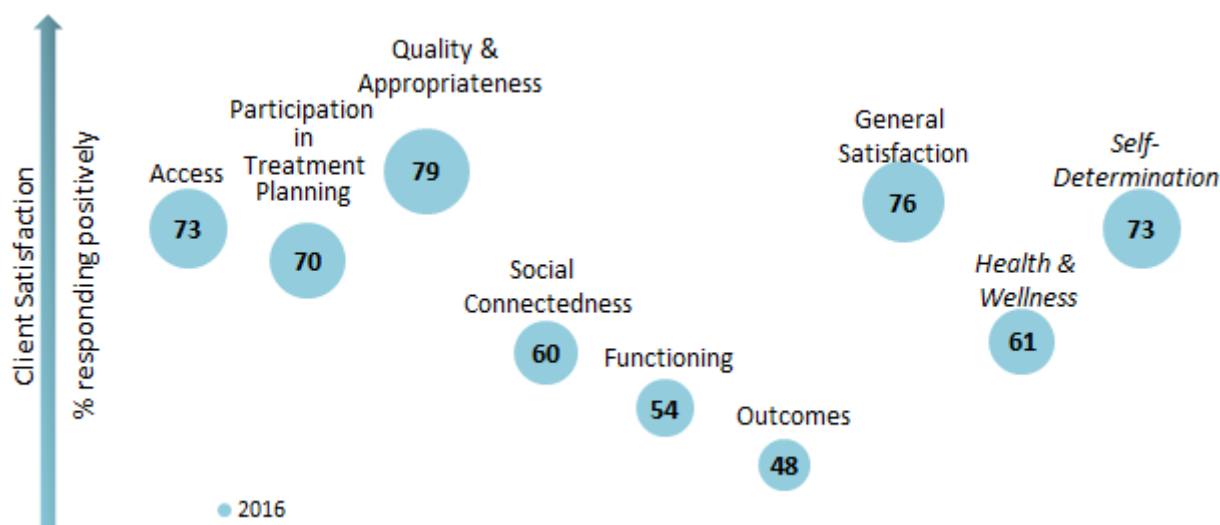 Client Satisfaction
% responding positively
Access
73
Participation
in
Treatment
Planning
70
Quality &
Appropriateness
79
Social
Connectedness
60
Functioning
54
Outcomes
48
General
Satisfaction
76
Health &
Wellness
61
Self-
Determination
73
2016